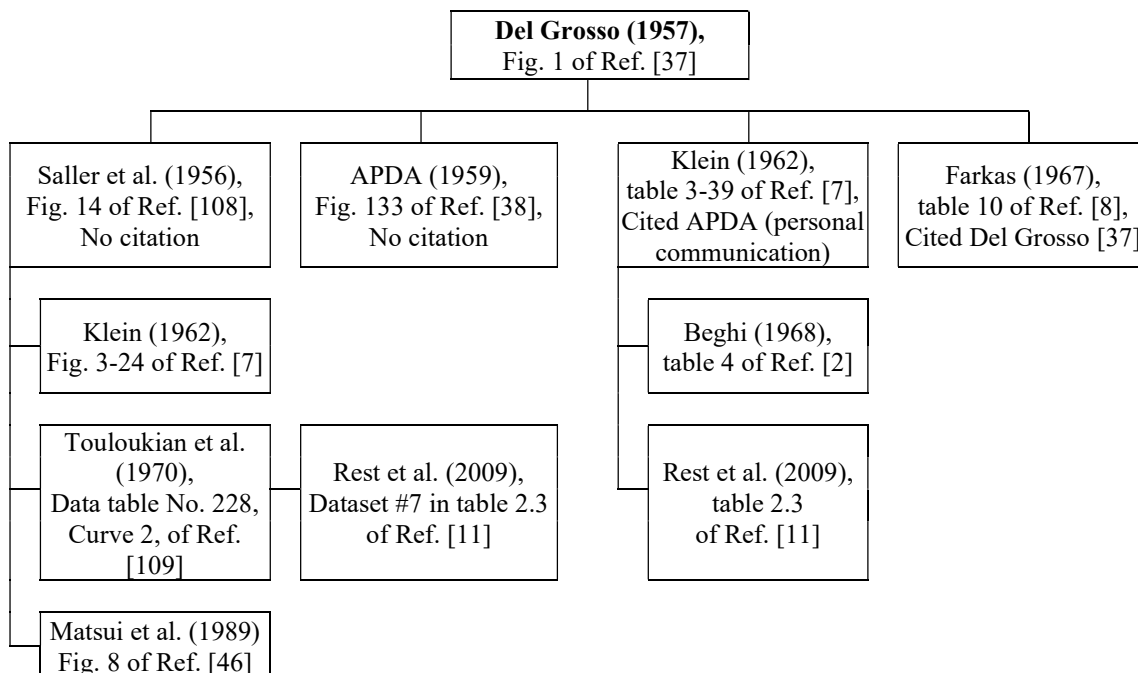 Del Grosso (1957),
Fig. 1 of Ref. [37]
Saller et al. (1956),
Fig. 14 of Ref. [108],
No citation
APDA (1959),
Fig. 133 of Ref. [38],
No citation
Klein (1962),
table 3-39 of Ref. [7],
Cited APDA (personal
communication)
Farkas (1967),
table 10 of Ref. [8],
Cited Del Grosso [37]
Klein (1962),
Fig. 3-24 of Ref. [7]
Beghi (1968),
table 4 of Ref. [2]
Touloukian et al.
(1970),
Data table No. 228,
Curve 2, of Ref.
[109]
Rest et al. (2009),
Dataset #7 in table 2.3
of Ref. [11]
Rest et al. (2009),
table 2.3
of Ref. [11]
Matsui et al. (1989)
Fig. 8 of Ref. [46]